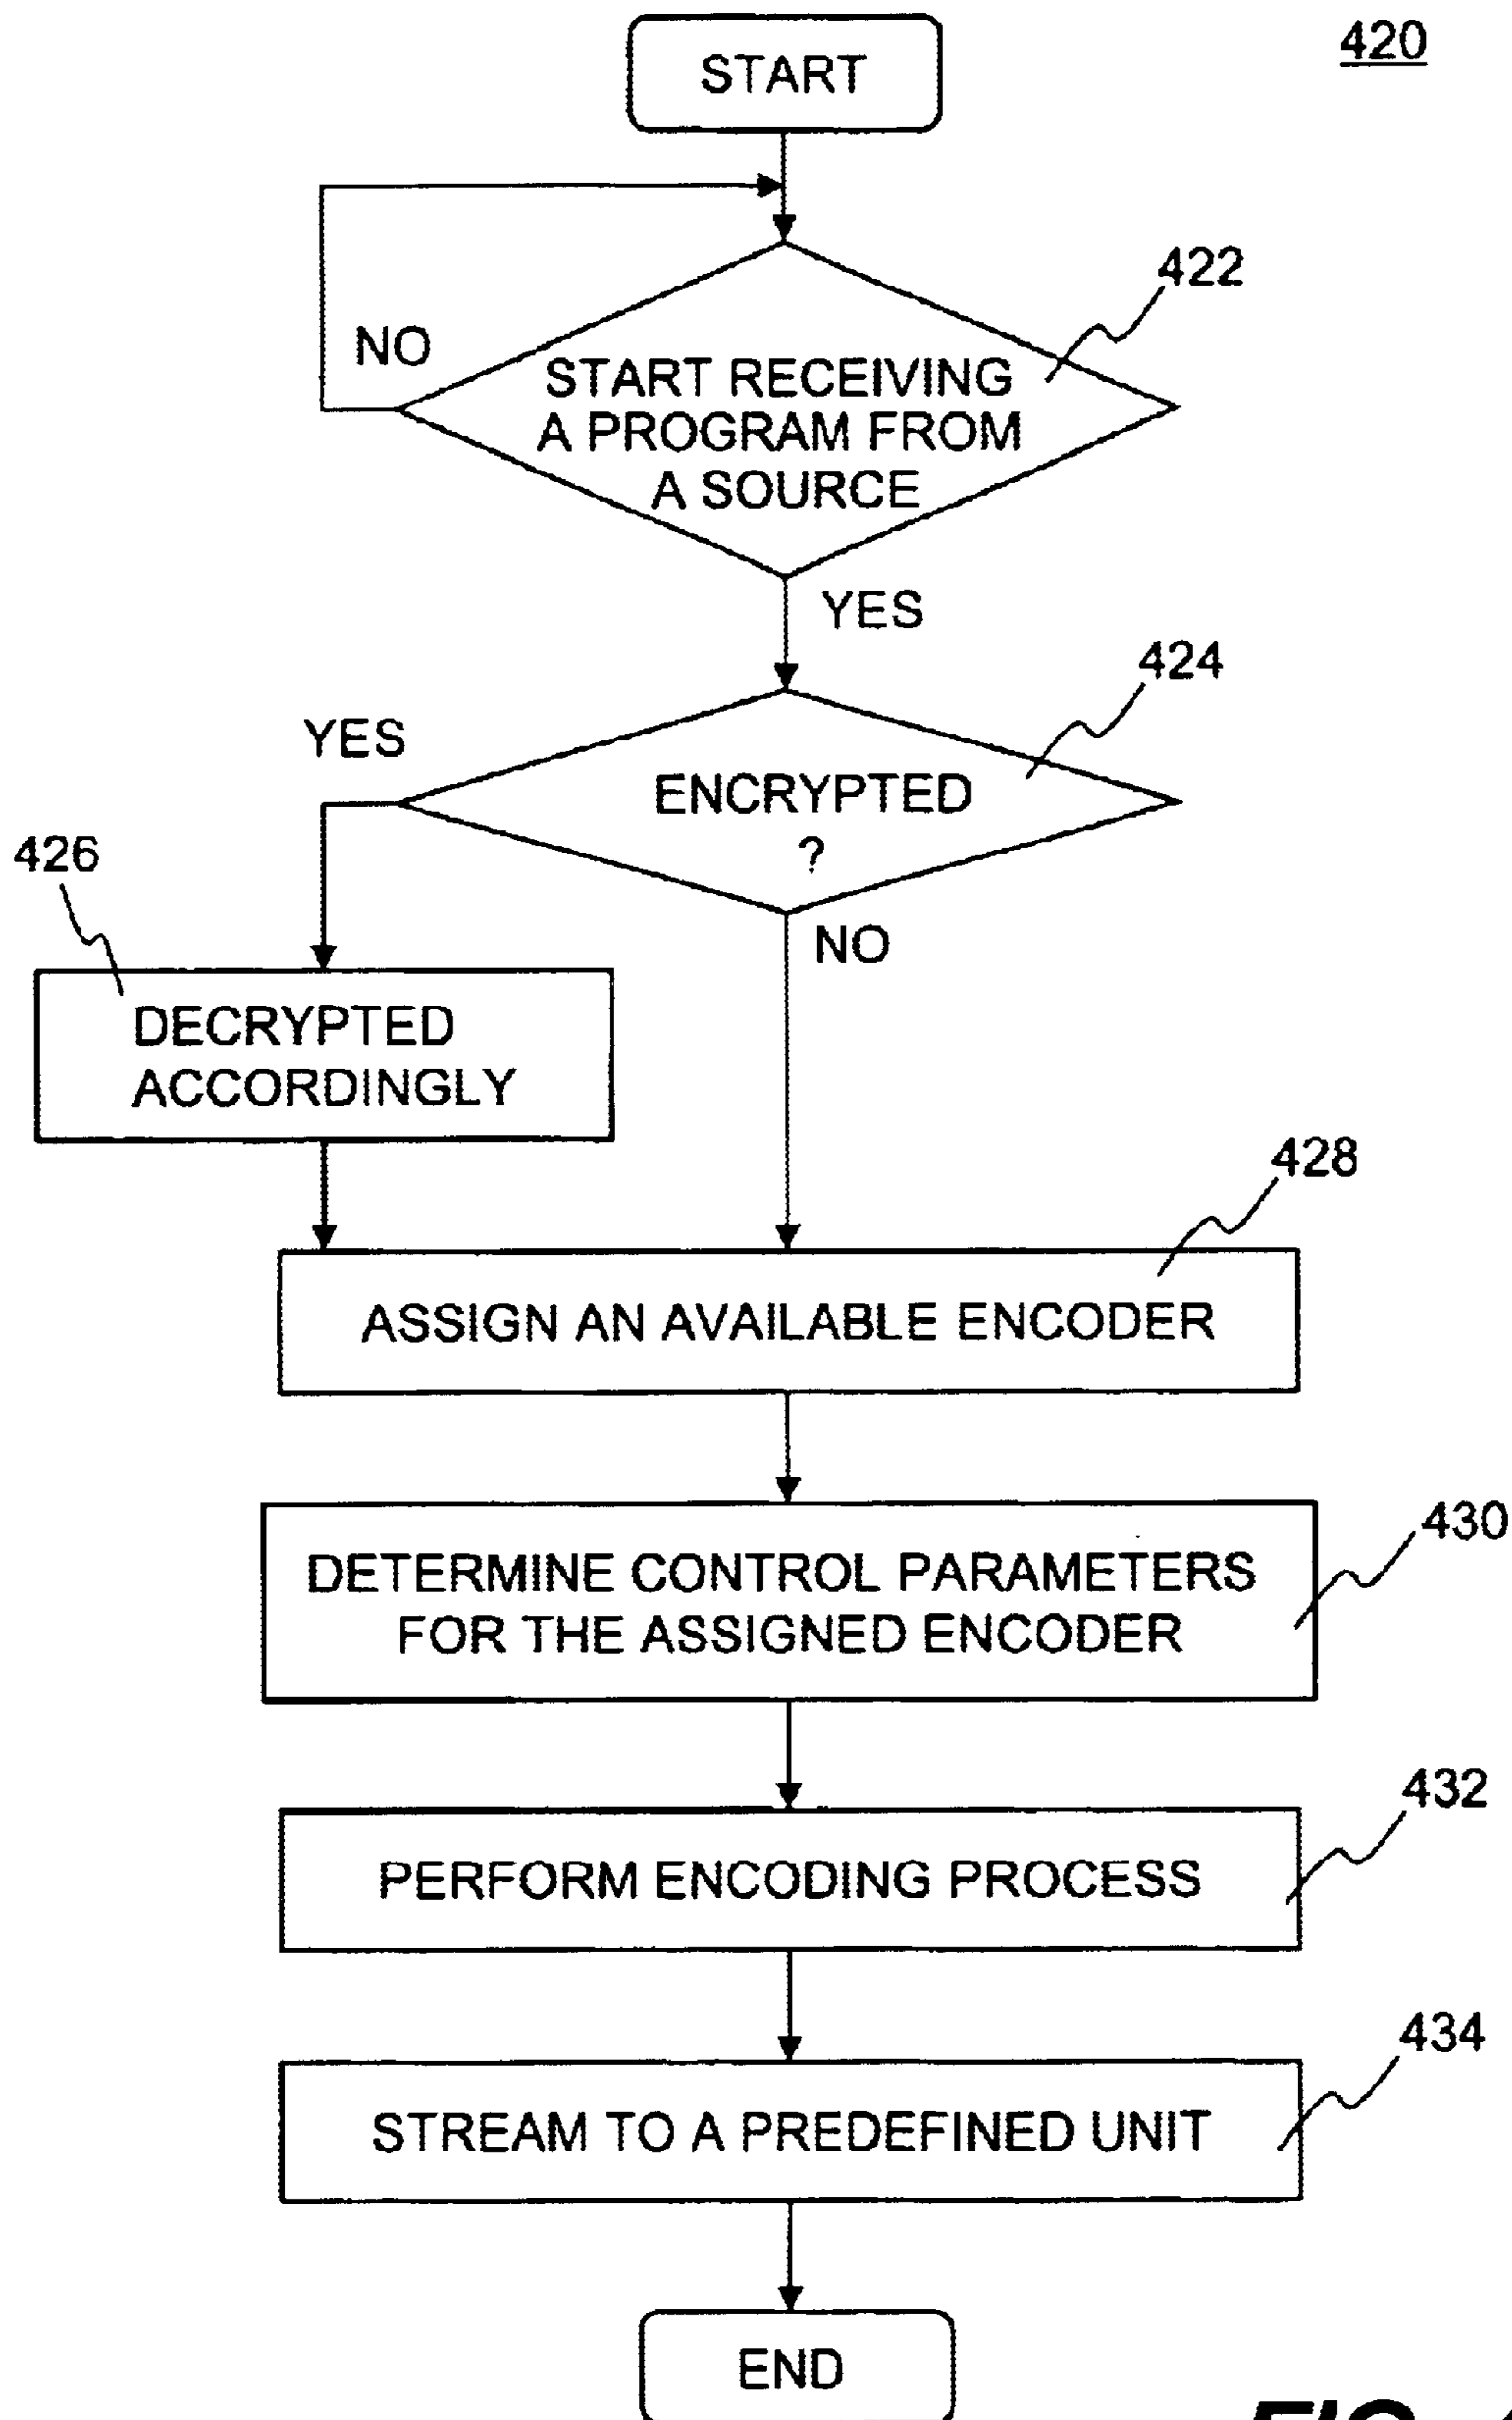 START
420
422
NO
START RECEIVING
A PROGRAM FROM
A SOURCE
YES
424
YES
ENCRYPTED
?
426
NO
DECRYPTED
ACCORDINGLY
428
ASSIGN AN AVAILABLE ENCODER
430
DETERMINE CONTROL PARAMETERS
FOR THE ASSIGNED ENCODER
432
PERFORM ENCODING PROCESS
434
STREAM TO A PREDEFINED UNIT
END